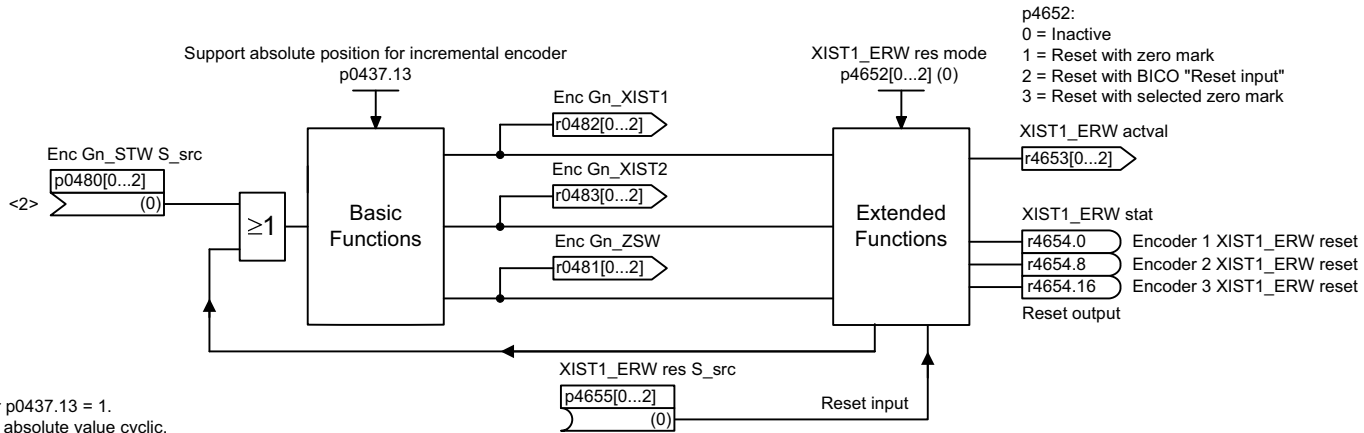 p4652:
0 = Inactive
1 = Reset with zero mark
2 = Reset with BICO "Reset input"
3 = Reset with selected zero mark
Support absolute position for incremental encoder
p0437.13
XIST1_ERW res mode
p4652[0...2] (0)
Enc Gn_XIST1
r0482[0...2]
XIST1_ERW actval
r4653[0...2]
Enc Gn_STW S_src
p0480[0...2]
<2>
(0)
≥1
Basic
Functions
Enc Gn_XIST2
r0483[0...2]
Extended
Functions
XIST1_ERW stat
r4654.0 Encoder 1 XIST1_ERW reset
r4654.8 Encoder 2 XIST1_ERW reset
r4654.16 Encoder 3 XIST1_ERW reset
Reset output
Enc Gn_ZSW
r0481[0...2]
XIST1_ERW res S_src
p4655[0...2]
(0)
Reset input
p0437.13 = 1.
absolute value cyclic.